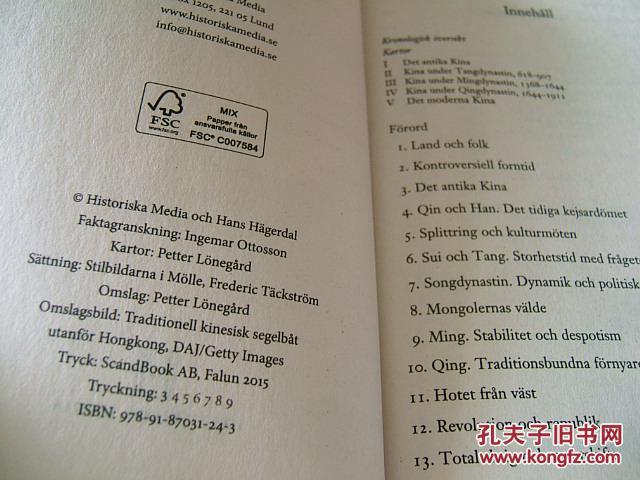 Historiska Media
Box 1205, 221 05 Lund
historiskamedia.se
info@historiskamedia.se
FSC
www.fsc.org
MIX
Papper från
ansvarsfulla källor
FSC® C007584
© Historiska Media och Hans Hägerdal
Faktagranskning: Ingemar Ottosson
Kartor: Petter Lönegård
Sättning: Stilbildarna i Mölle, Frederic Täckström
Omslag: Petter Lönegård
Omslagsbild: Traditionell kinesisk segelbåt
utanför Hongkong, DAJ/Getty Images
Tryck: ScandBook AB, Falun 2015
Tryckning: 3 4 5 6 7 8 9
ISBN: 978-91-87031-24-3
Innehåll
Kronologisk översikt
Kartor
I Det antika Kina
II Kina under Tangdynastin, 618–907
III Kina under Mingdynastin, 1368–1644
IV Kina under Qingdynastin, 1644–1911
V Det moderna Kina
Förord
1. Land och folk
2. Kontroversiell forntid
3. Det antika Kina
4. Qin och Han. Det tidiga kejsardömet
5. Splittring och kulturmöten
6. Sui och Tang. Storhetstid med fråget
7. Songdynastin. Dynamik och politisk
8. Mongolernas välde
9. Ming. Stabilitet och despotism
10. Qing. Traditionsbundna förnyare
11. Hotet från väst
12. Revolution och republik
13. Total
孔夫子旧书网
www.kongfz.com